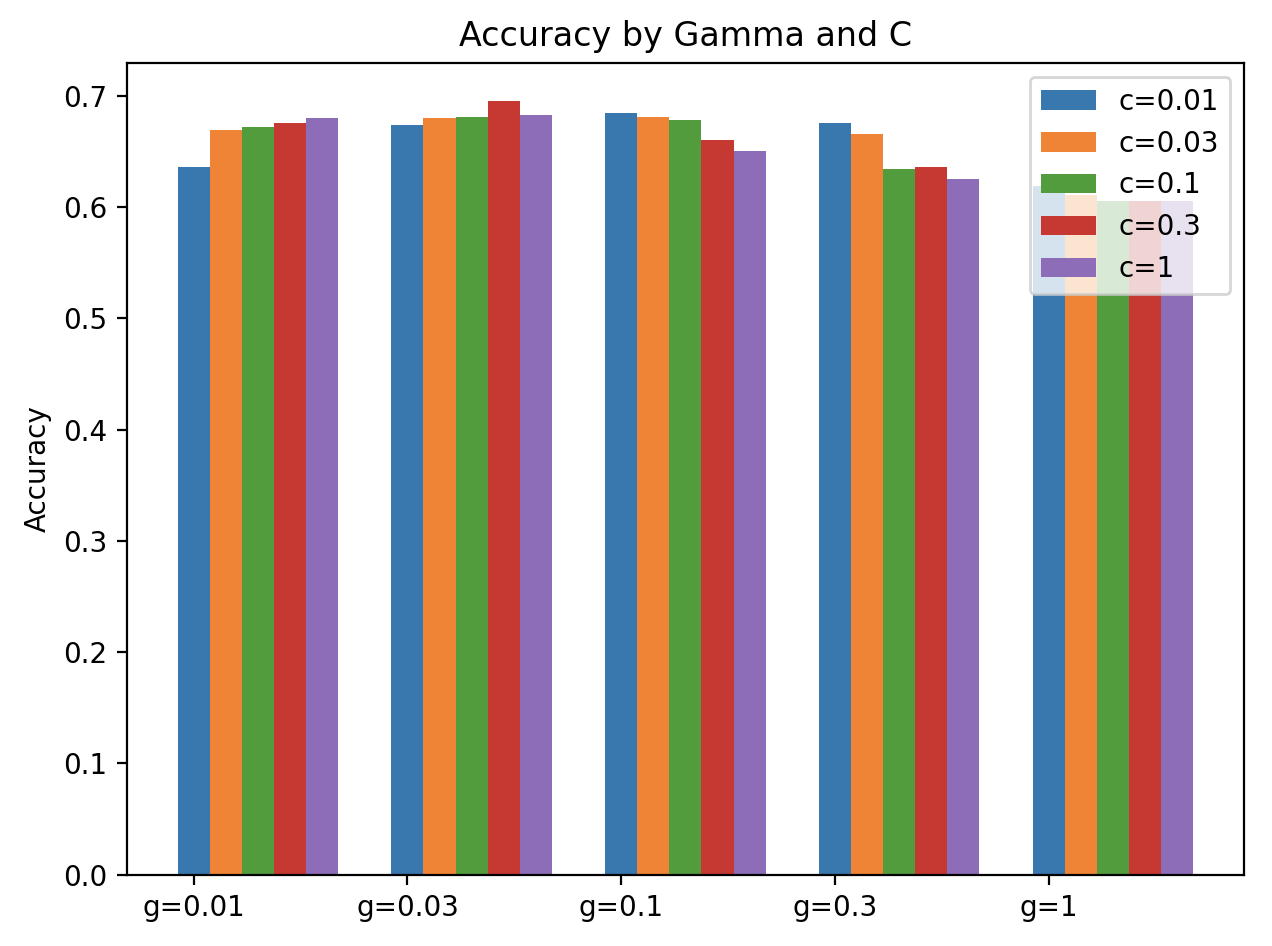 Accuracy by Gamma and C
Accuracy
0.7
0.6
0.5
0.4
0.3
0.2
0.1
0.0
c=0.01
c=0.03
c=0.1
c=0.3
c=1
g=0.01
g=0.03
g=0.1
g=0.3
g=1